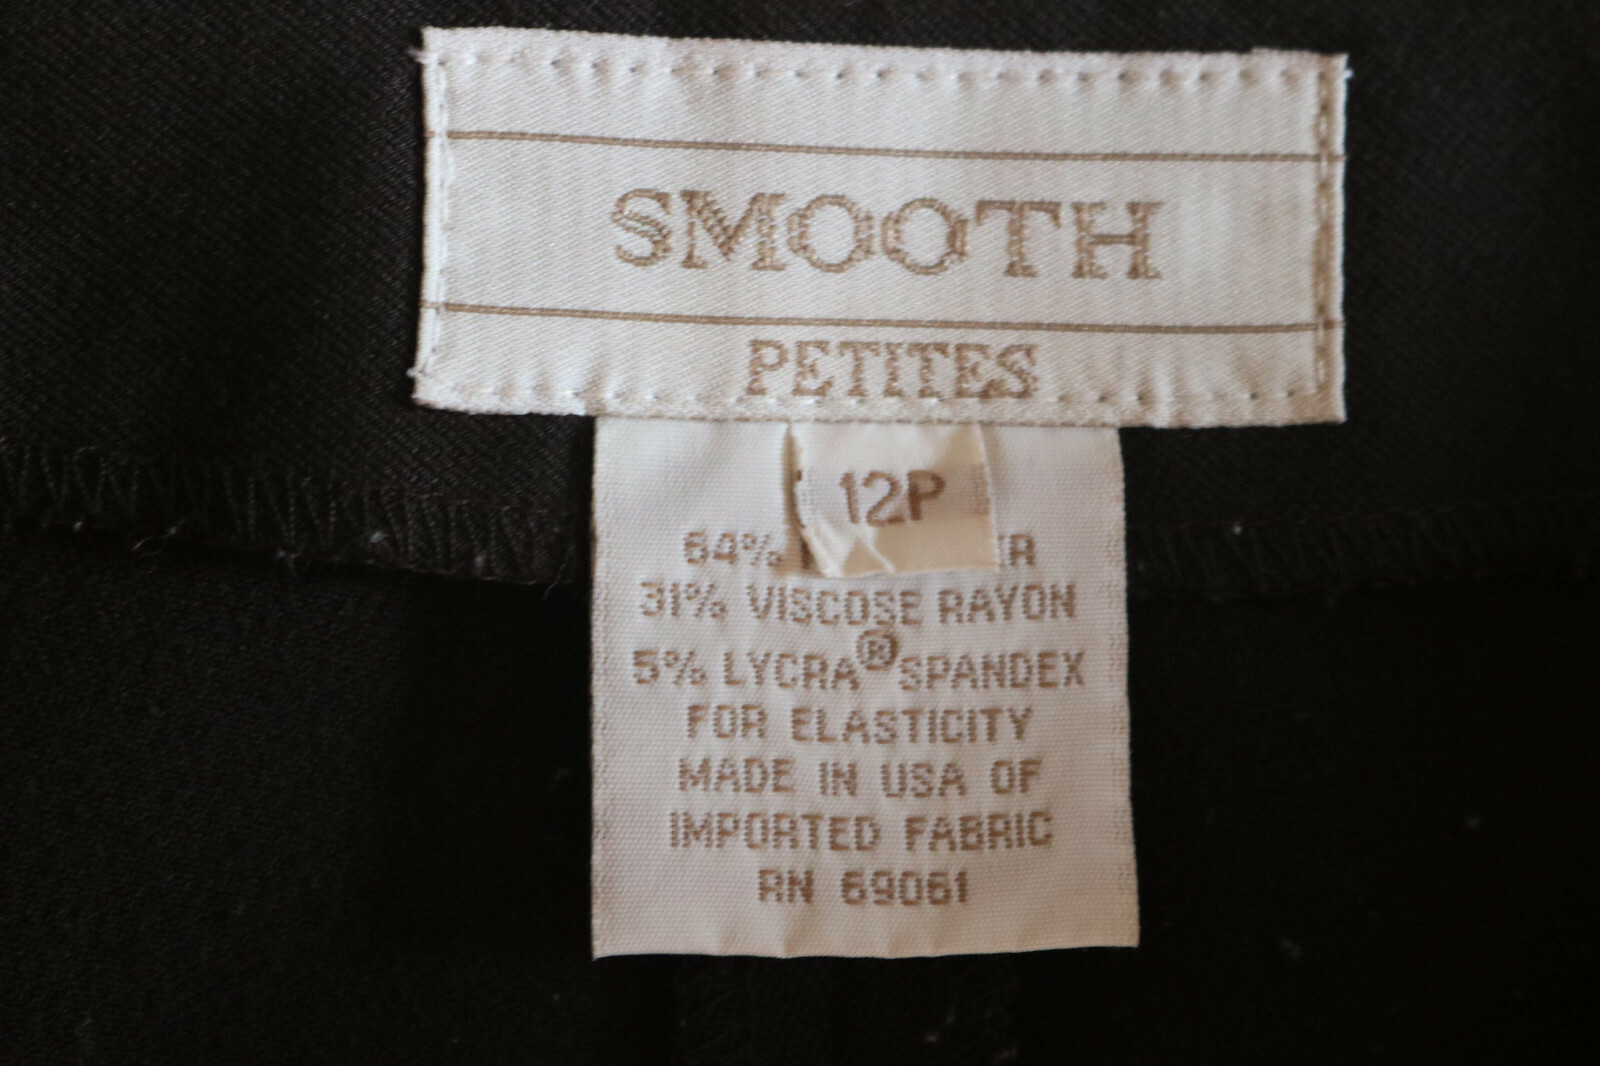 SMOOTH
PETITES
12P
64% ER
31% VISCOSE RAYON
5% LYCRA® SPANDEX
FOR ELASTICITY
MADE IN USA OF
IMPORTED FABRIC
RN 69061